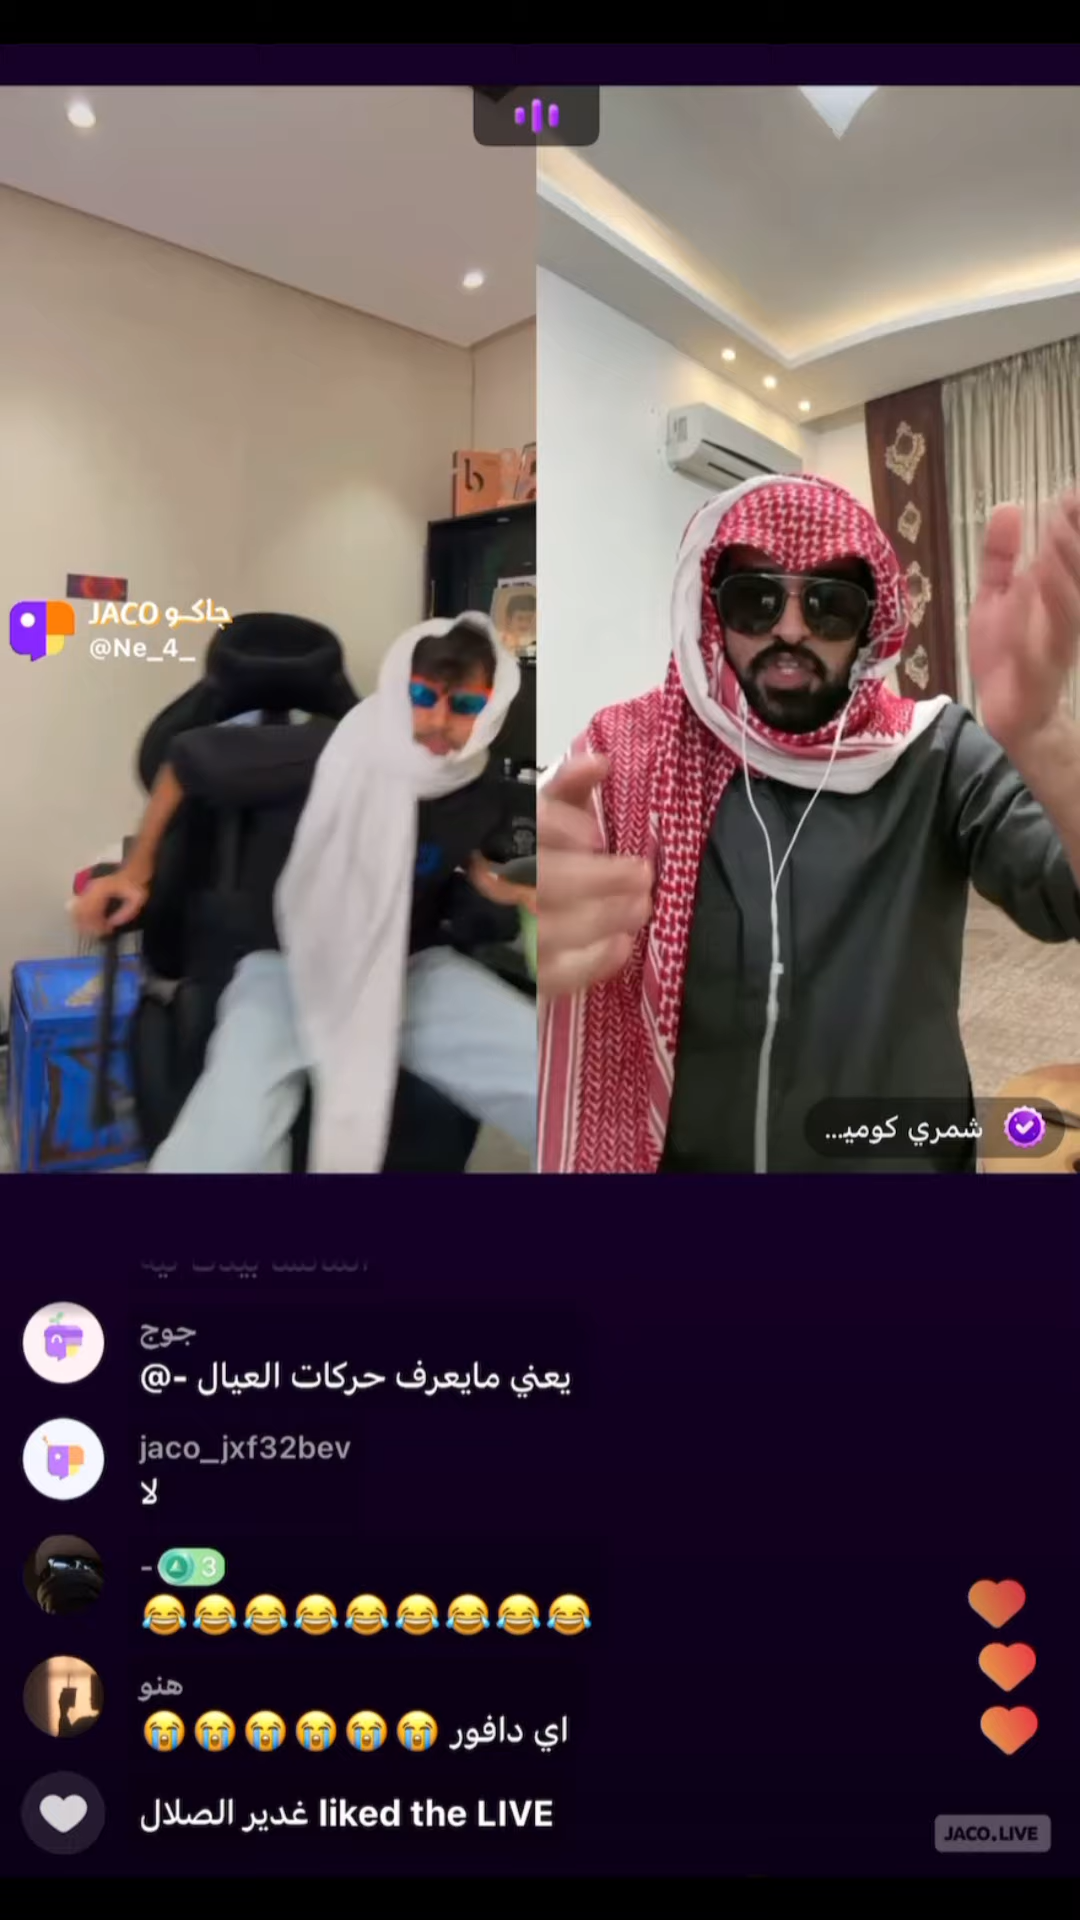 JACO جاكو
@Ne_4_
شمري كوميد...
جوج
يعني مايعرف حركات العيال -@
jaco_jxf32bev
لا
-
3
😂😂😂😂😂😂😂😂😂
هنو
اي دافور 😭😭😭😭😭😭
غدير الصلال liked the LIVE
JACO.LIVE